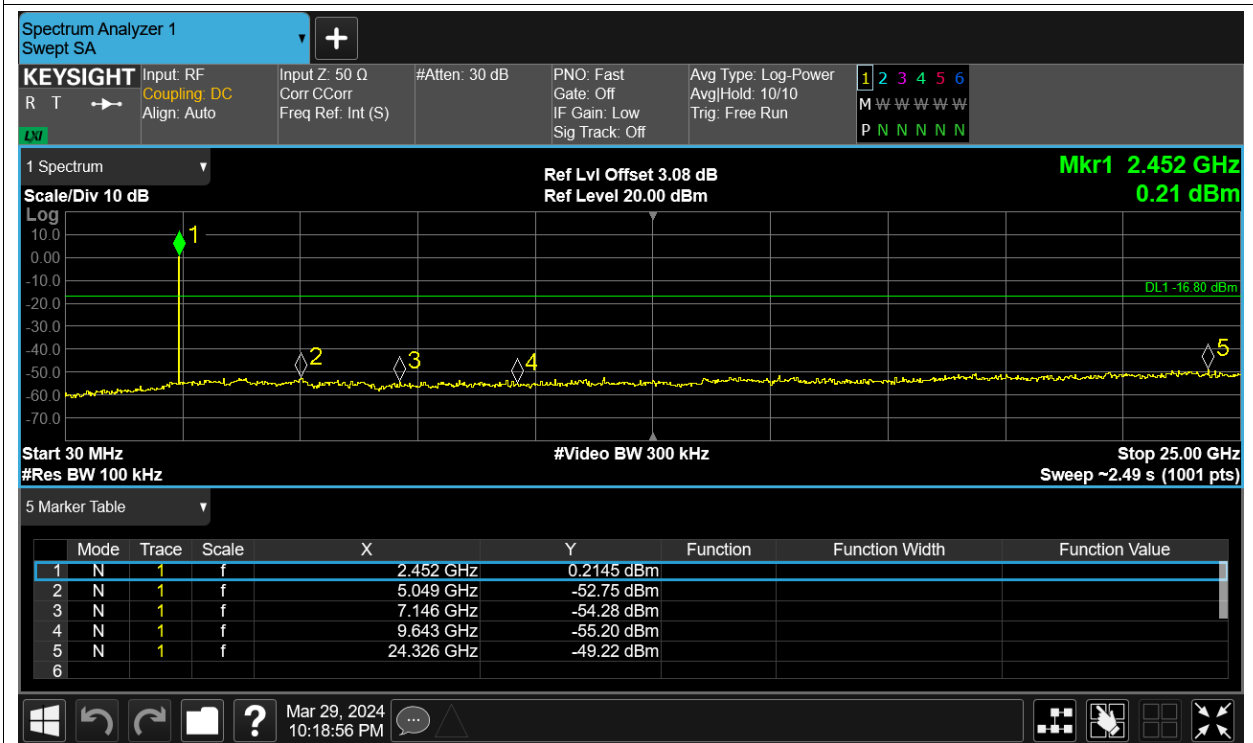 Spectrum Analyzer 1
Swept SA
KEYSIGHT
R T
LXI
Input: RF
Coupling: DC
Align: Auto
Input Z: 50 Ω
Corr CCorr
Freq Ref: Int (S)
#Atten: 30 dB
PNO: Fast
Gate: Off
IF Gain: Low
Sig Track: Off
Avg Type: Log-Power
Avg|Hold: 10/10
Trig: Free Run
1 2 3 4 5 6
M W W W W W
P N N N N N
1 Spectrum
Scale/Div 10 dB
Ref Lvl Offset 3.08 dB
Ref Level 20.00 dBm
Mkr1 2.452 GHz
0.21 dBm
Log
10.0
0.00
-10.0
-20.0
-30.0
-40.0
-50.0
-60.0
-70.0
1
2
3
4
5
DL1 -16.80 dBm
Start 30 MHz
#Video BW 300 kHz
Stop 25.00 GHz
#Res BW 100 kHz
Sweep ~2.49 s (1001 pts)
5 Marker Table
Mode Trace Scale X Y Function Function Width Function Value
1 N 1 f 2.452 GHz 0.2145 dBm
2 N 1 f 5.049 GHz -52.75 dBm
3 N 1 f 7.146 GHz -54.28 dBm
4 N 1 f 9.643 GHz -55.20 dBm
5 N 1 f 24.326 GHz -49.22 dBm
6
?
Mar 29, 2024
10:18:56 PM